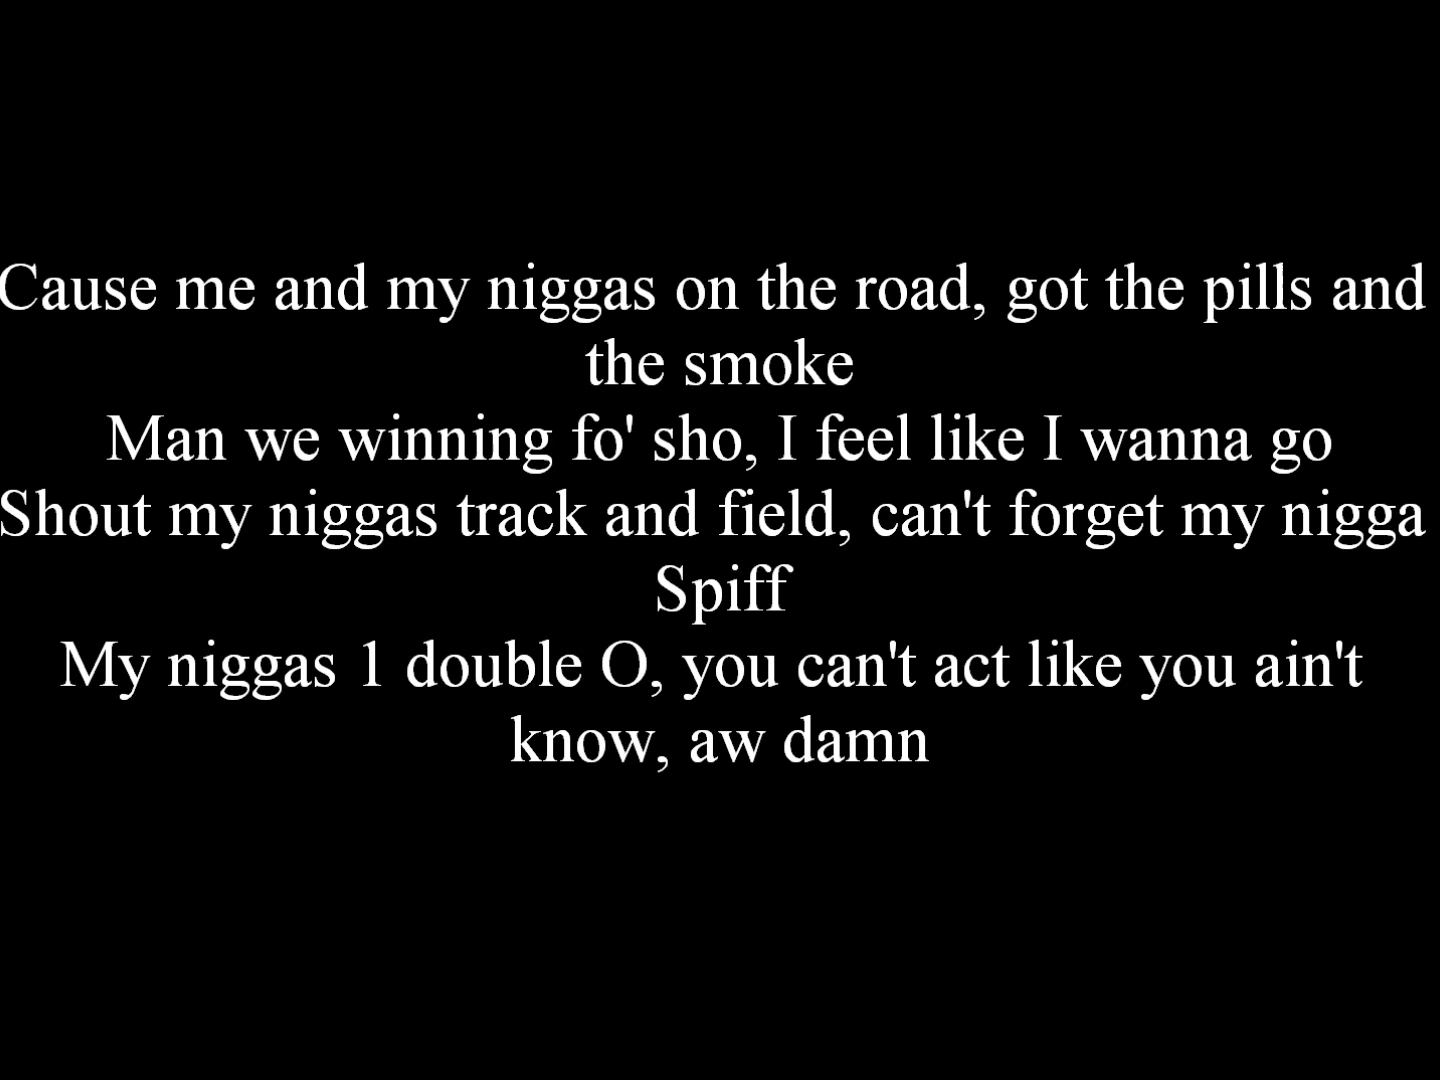 Cause me and my niggas on the road, got the pills and
the smoke
Man we winning fo' sho, I feel like I wanna go
Shout my niggas track and field, can't forget my nigga
Spiff
My niggas 1 double O, you can't act like you ain't
know, aw damn